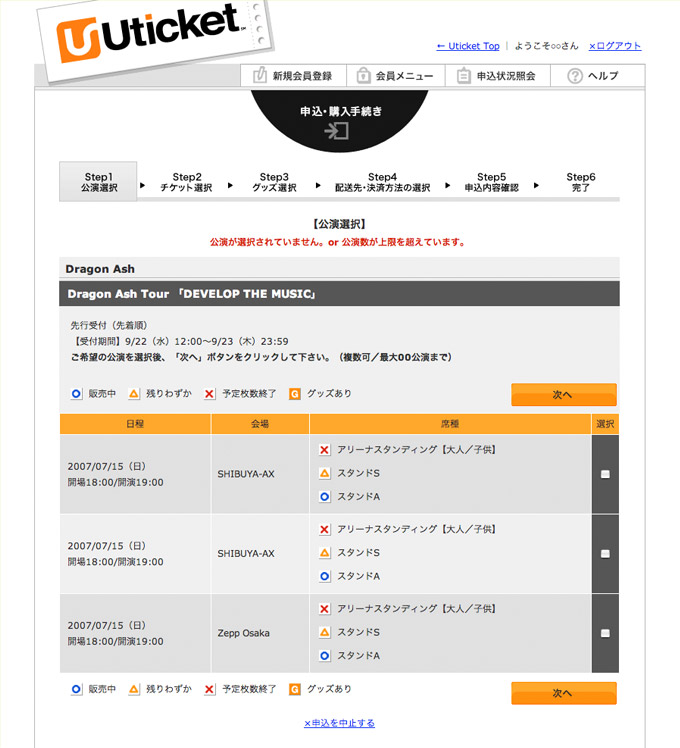 Uticket
← Uticket Top | ようこそ○○さん ×ログアウト
新規会員登録 会員メニュー 申込状況照会 ? ヘルプ
申込・購入手続き
Step1 Step2 Step3 Step4 Step5 Step6
公演選択 チケット選択 グッズ選択 配送先・決済方法の選択 申込内容確認 完了
【公演選択】
公演が選択されていません。or 公演数が上限を超えています。
Dragon Ash
Dragon Ash Tour 「DEVELOP THE MUSIC」
先行受付（先着順）
【受付期間】9/22（水）12:00〜9/23（木）23:59
ご希望の公演を選択後、「次へ」ボタンをクリックして下さい。（複数可／最大00公演まで）
販売中 残りわずか 予定枚数終了 G グッズあり 次へ
日程 会場 席種 選択
アリーナスタンディング【大人／子供】
2007/07/15（日）
SHIBUYA-AX スタンドS
開場18:00/開演19:00
スタンドA
アリーナスタンディング【大人／子供】
2007/07/15（日）
SHIBUYA-AX スタンドS
開場18:00/開演19:00
スタンドA
アリーナスタンディング【大人／子供】
2007/07/15（日）
Zepp Osaka スタンドS
開場18:00/開演19:00
スタンドA
販売中 残りわずか 予定枚数終了 G グッズあり 次へ
×申込を中止する